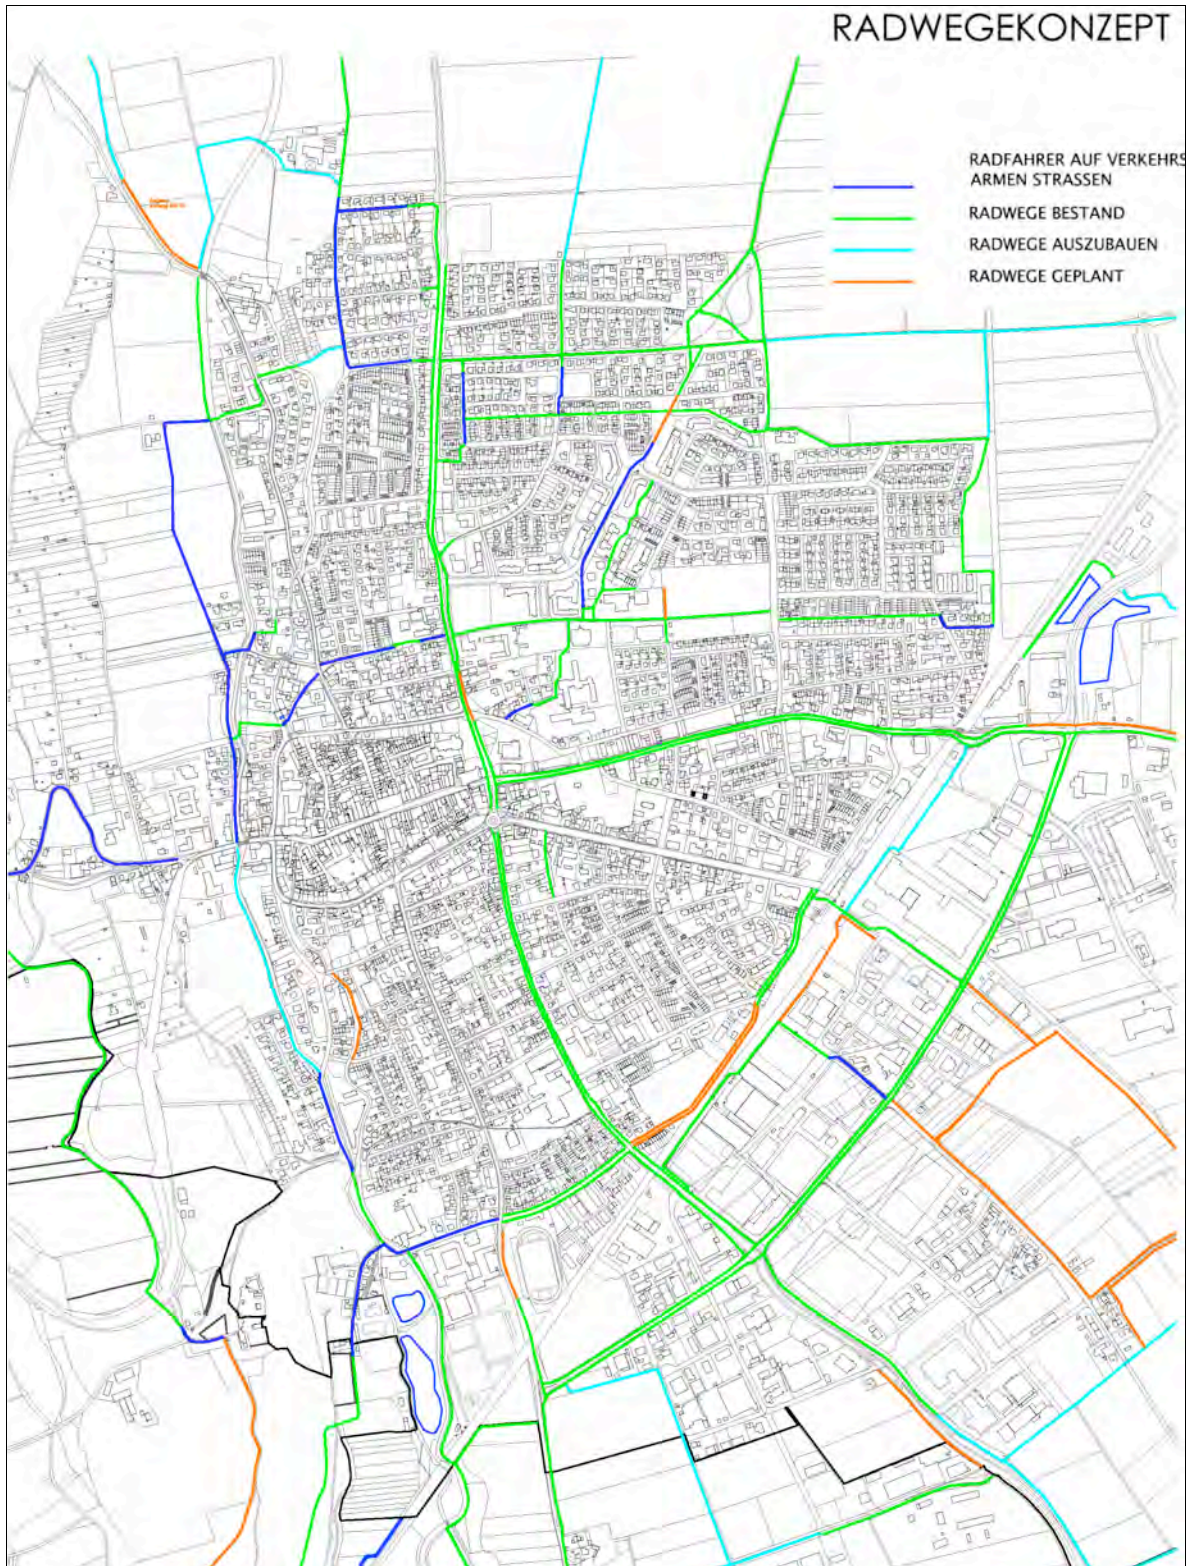 RADWEGEKONZEPT
RADFAHRER AUF VERKEHRS
ARMEN STRASSEN
RADWEGE BESTAND
RADWEGE AUSZUBAUEN
RADWEGE GEPLANT